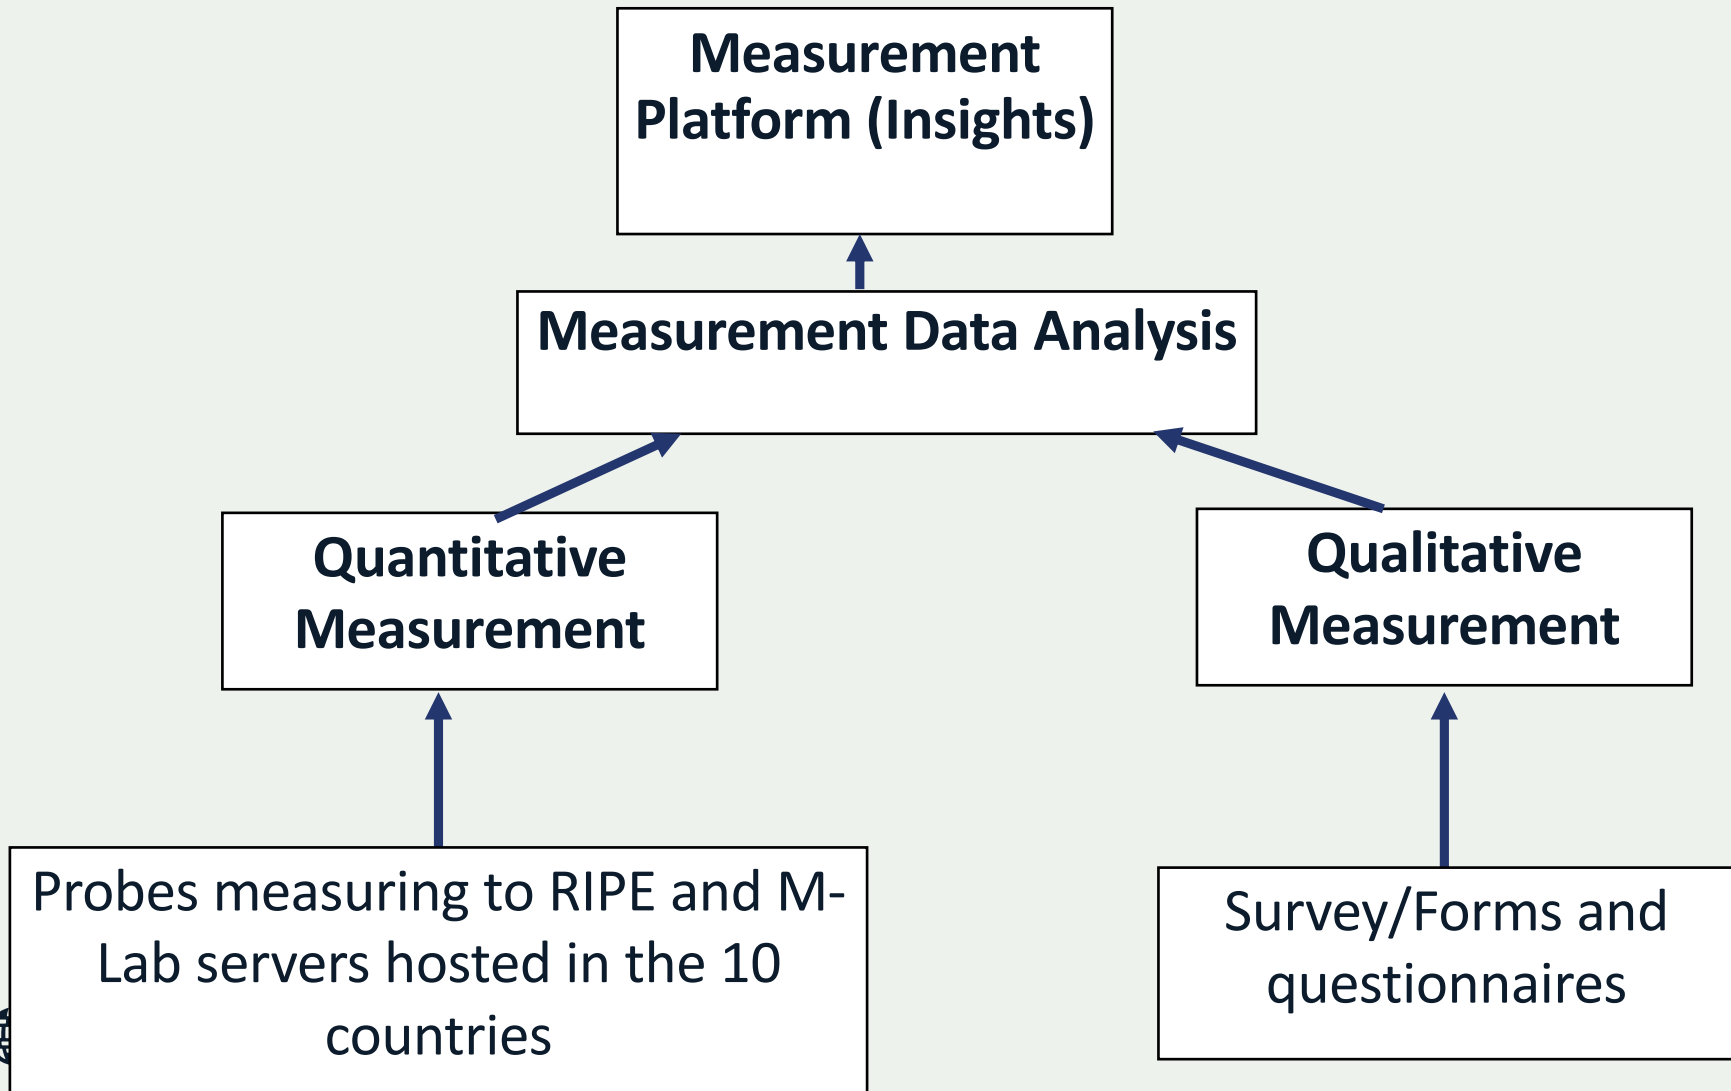 Measurement
Platform (Insights)
Measurement Data Analysis
Quantitative
Measurement
Qualitative
Measurement
Probes measuring to RIPE and M-
Lab servers hosted in the 10
countries
Survey/Forms and
questionnaires